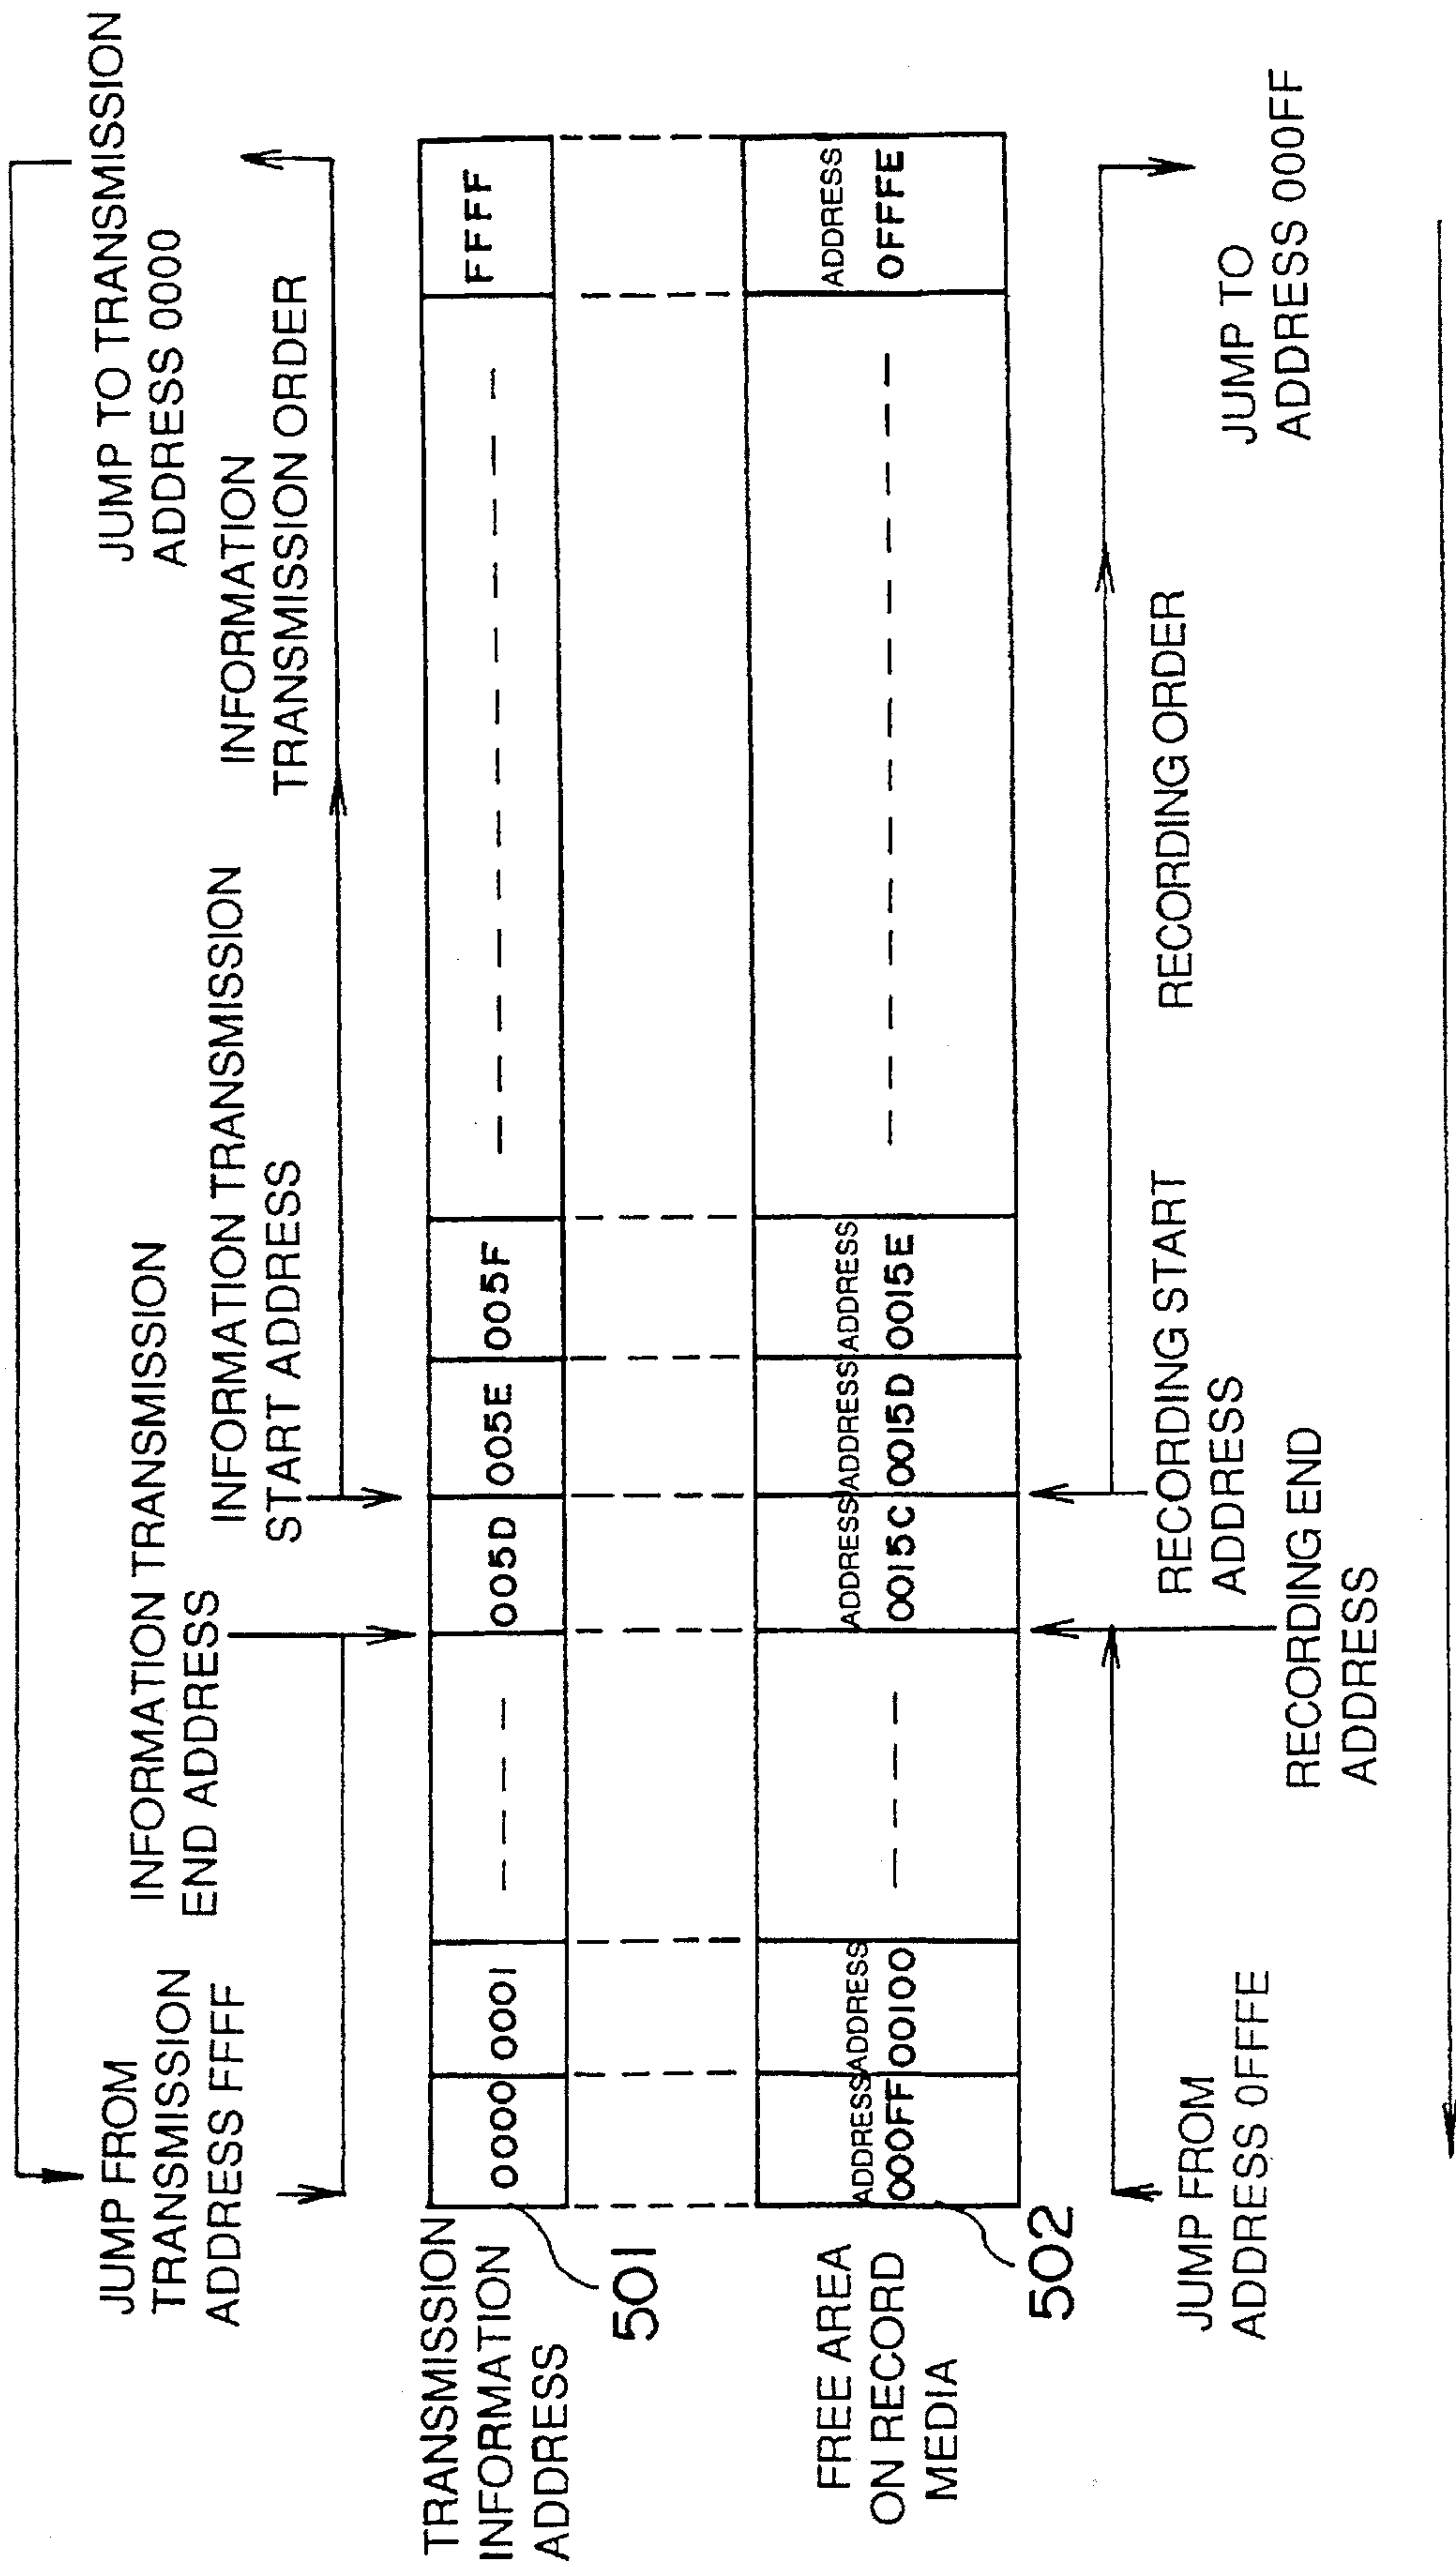 JUMP FROM
TRANSMISSION
ADDRESS FFFF
INFORMATION TRANSMISSION
END ADDRESS
INFORMATION TRANSMISSION
START ADDRESS
INFORMATION
TRANSMISSION ORDER
JUMP TO TRANSMISSION
ADDRESS 0000
TRANSMISSION
INFORMATION
ADDRESS
0000 0001 005D 005E 005F FFFF
501
FREE AREA
ON RECORD
MEDIA
ADDRESS ADDRESS ADDRESS ADDRESS ADDRESS ADDRESS
000FF 00100 0015C 0015D 0015E 0FFFE
502
JUMP FROM
ADDRESS 0FFFE
RECORDING END
ADDRESS
RECORDING START
ADDRESS
RECORDING ORDER
JUMP TO
ADDRESS 000FF